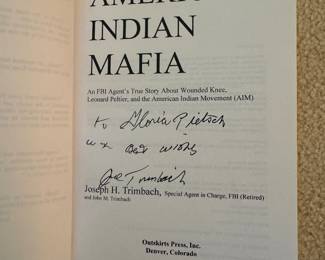 INDIAN
MAFIA
An FBI Agent's True Story About Wounded Knee,
Leonard Peltier, and the American Indian Movement (AIM)
to Gloria
best wishes
Joe Trimbach
Joseph H. Trimbach, Special Agent in Charge, FBI (Retired)
and John M. Trimbach
Outskirts Press, Inc.
Denver, Colorado